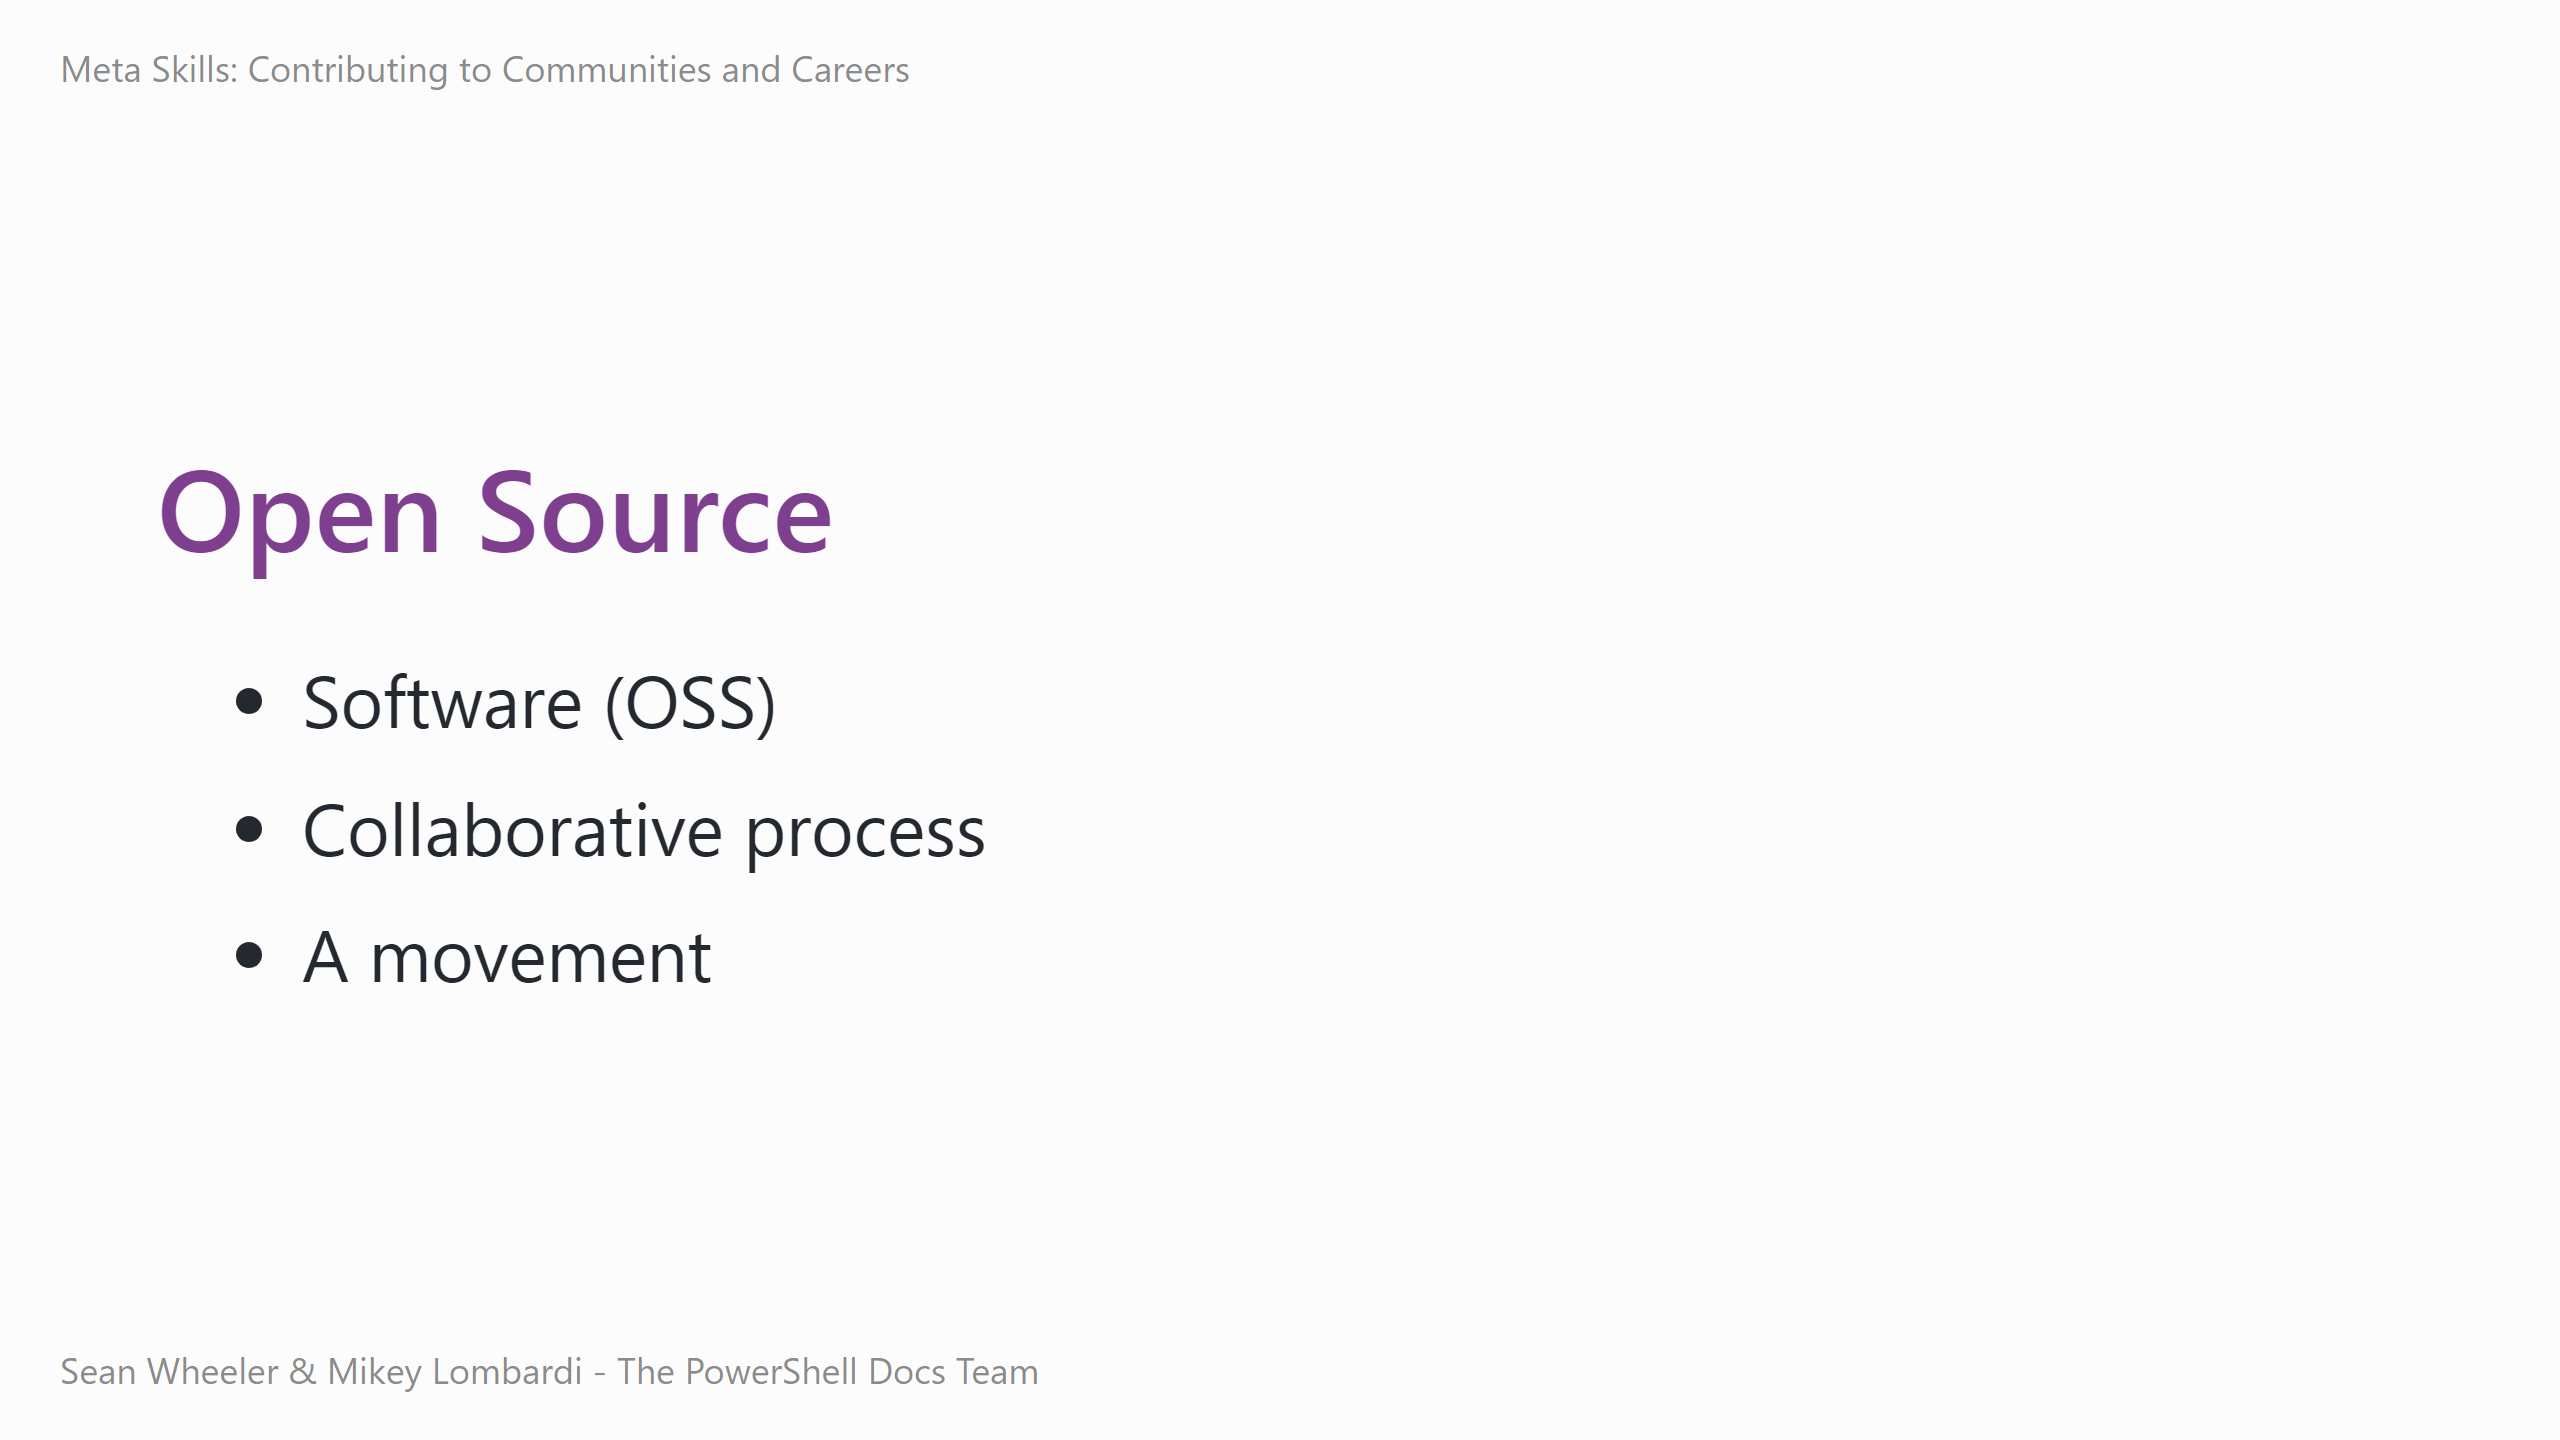 Meta Skills: Contributing to Communities and Careers
Open Source
• Software (OSS)
• Collaborative process
• A movement
Sean Wheeler & Mikey Lombardi - The PowerShell Docs Team